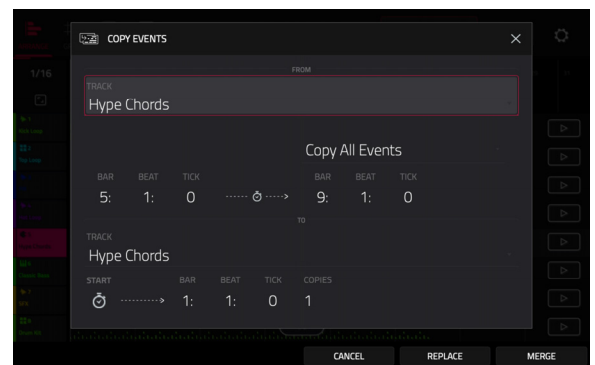 COPY EVENTS
FROM
1/16
TRACK
Hype Chords
Copy All Events
BAR BEAT TICK BAR BEAT TICK
5: 1: 0 9: 1: 0
TO
TRACK
Hype Chords
START BAR BEAT TICK COPIES
1: 1: 0 1
CANCEL REPLACE MERGE